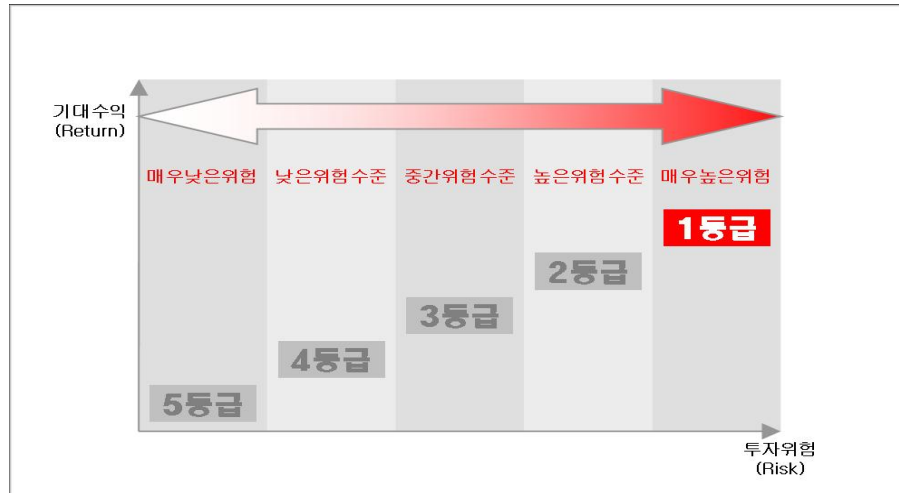 기대수익
(Return)
매우낮은위험 낮은위험수준 중간위험수준 높은위험수준 매우높은위험
1등급
2등급
3등급
4등급
5등급
투자위험
(Risk)